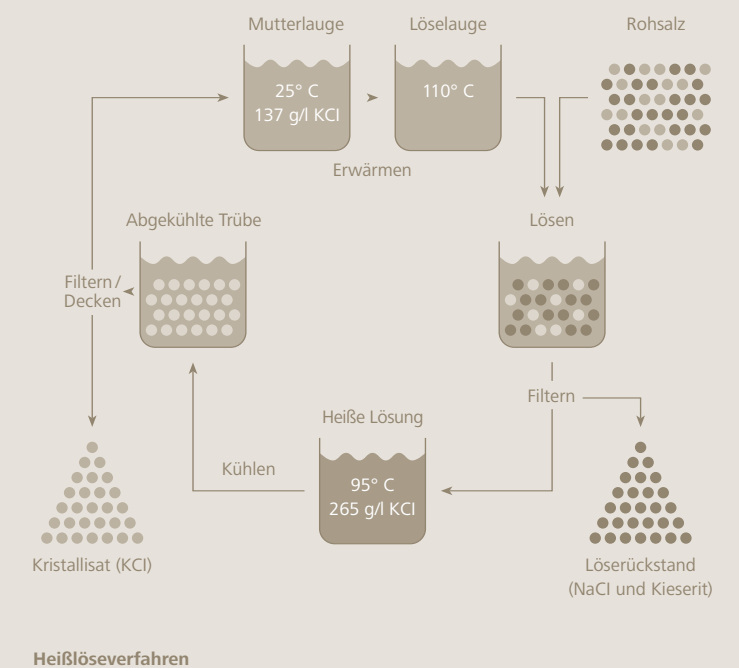 Mutterlauge
Löselauge
Rohsalz
25° C
137 g/l KCl
110° C
Erwärmen
Abgekühlte Trübe
Lösen
Filtern/
Decken
Filtern
Heiße Lösung
Kühlen
95° C
265 g/l KCl
Kristallisat (KCl)
Löserückstand
(NaCl und Kieserit)
Heißlöseverfahren